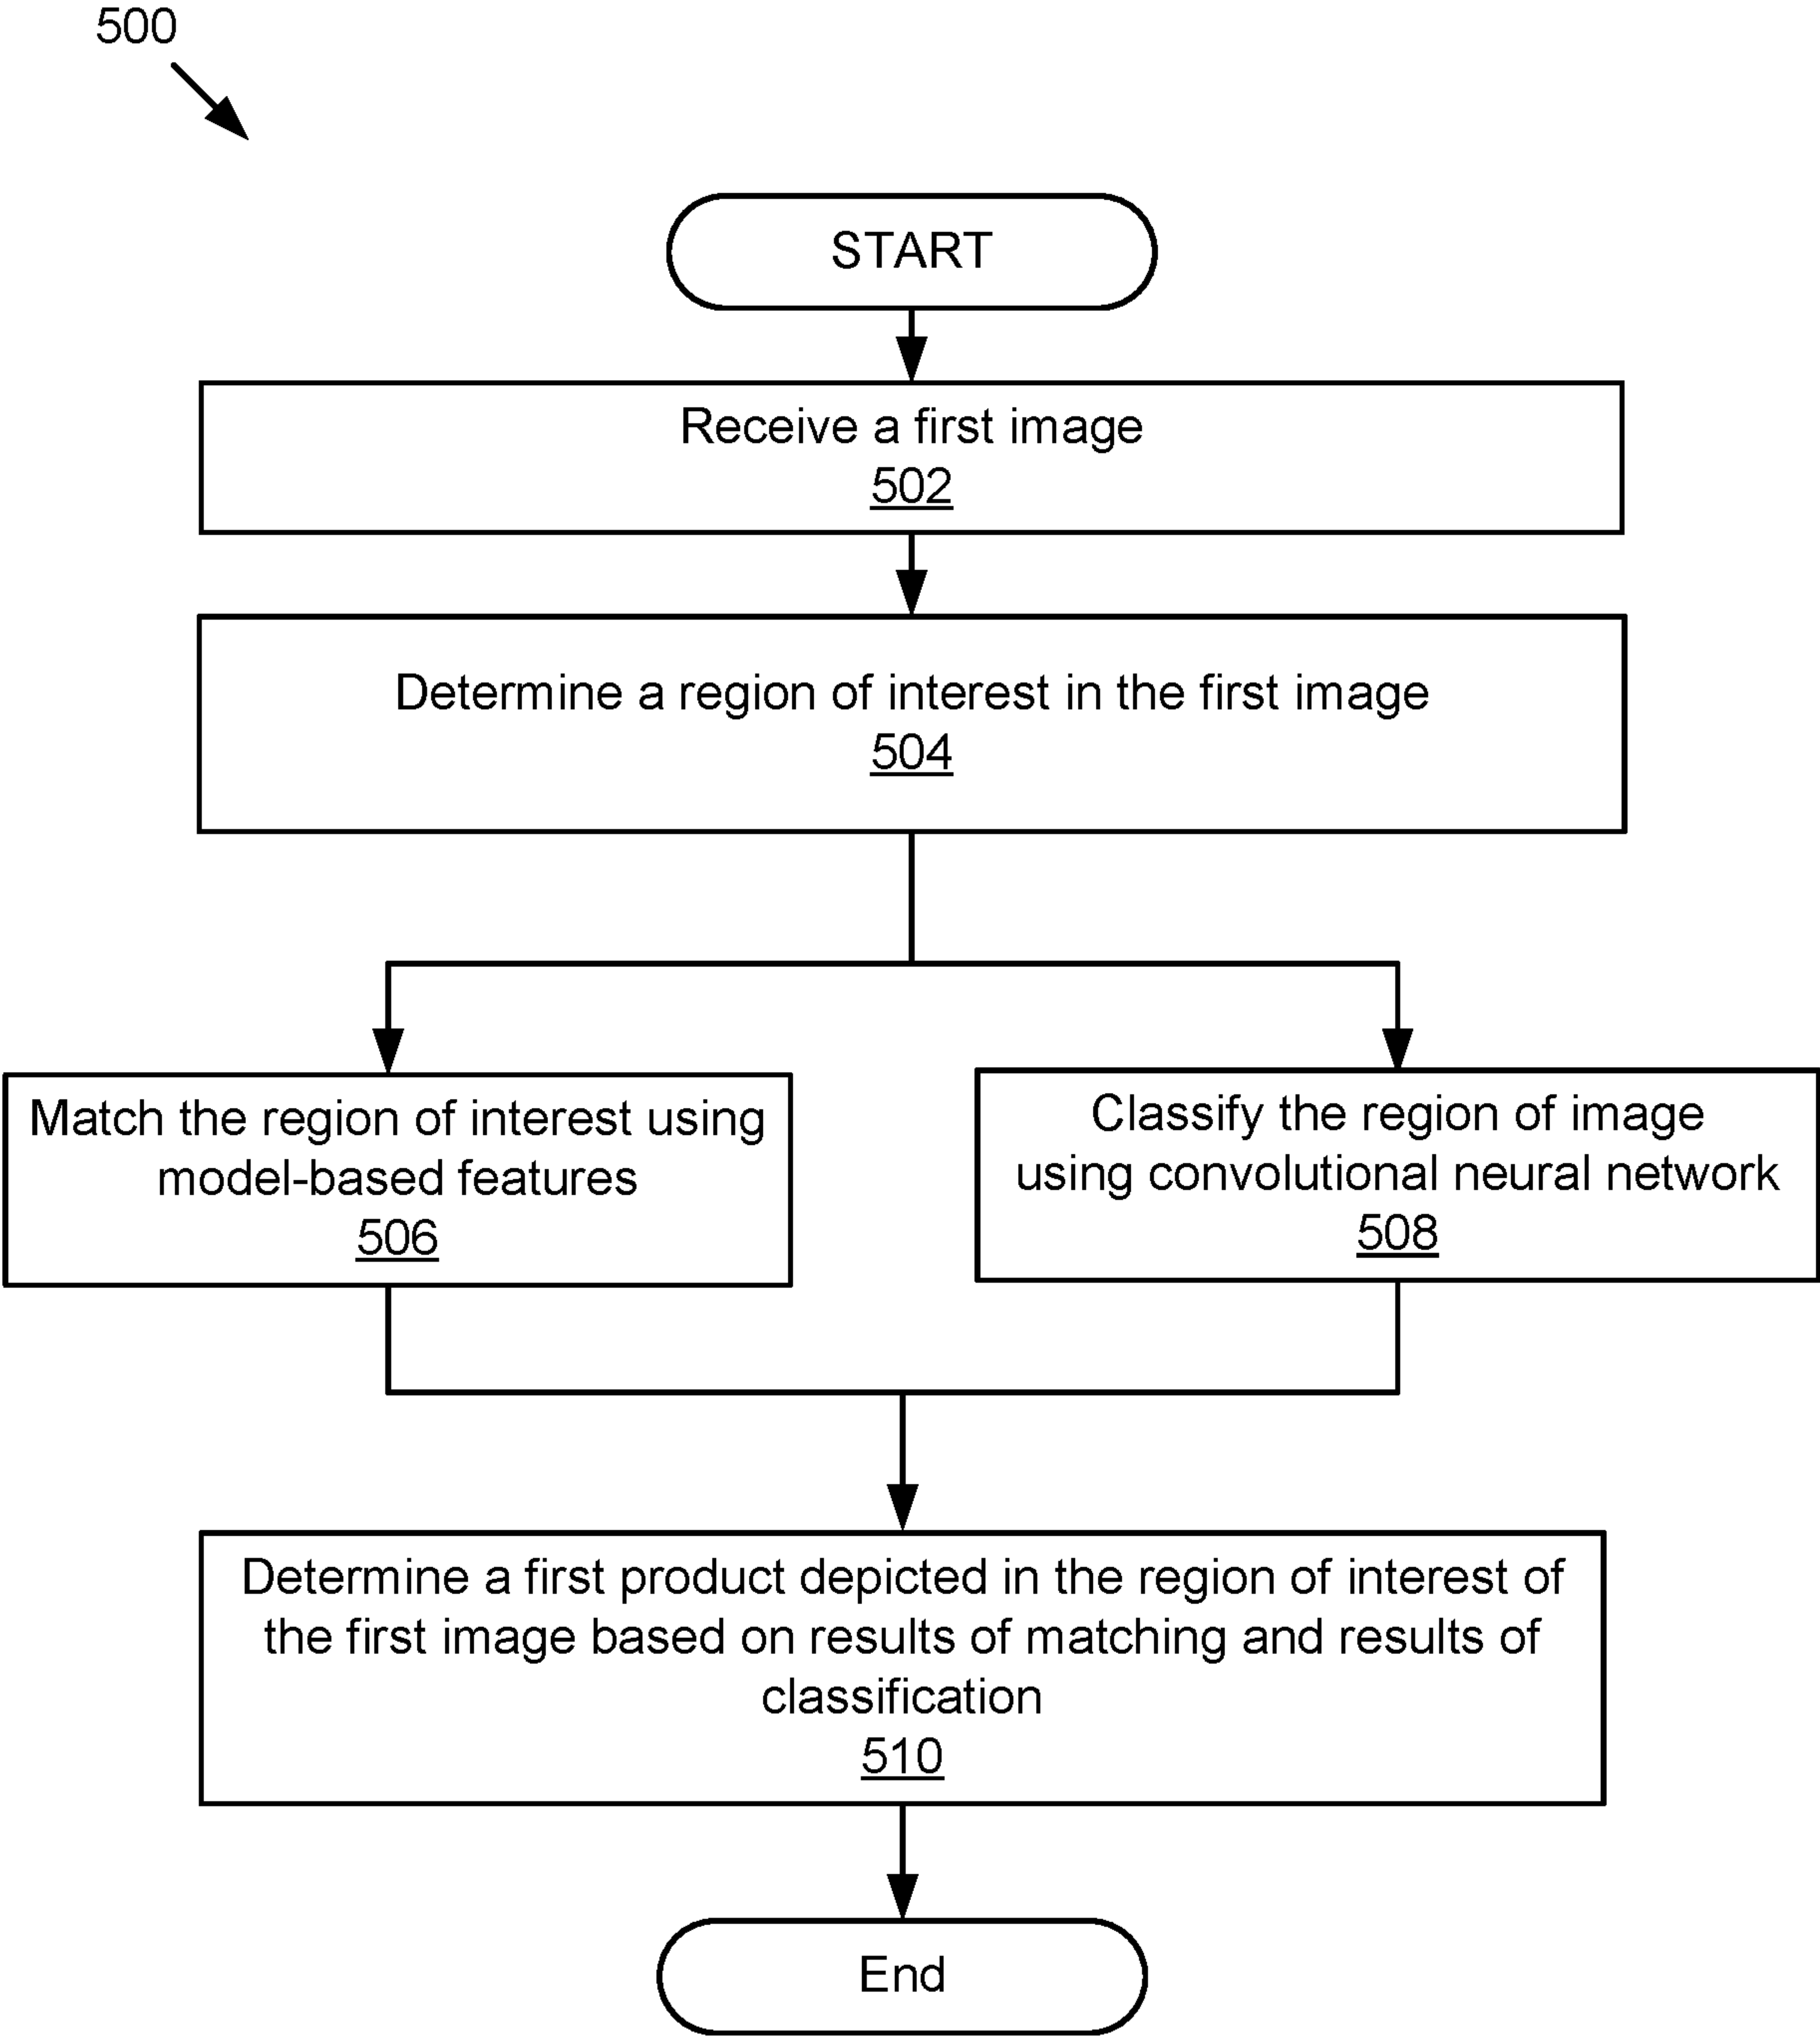 500
START
Receive a first image
502
Determine a region of interest in the first image
504
Match the region of interest using
model-based features
506
Classify the region of image
using convolutional neural network
508
Determine a first product depicted in the region of interest of
the first image based on results of matching and results of
classification
510
End